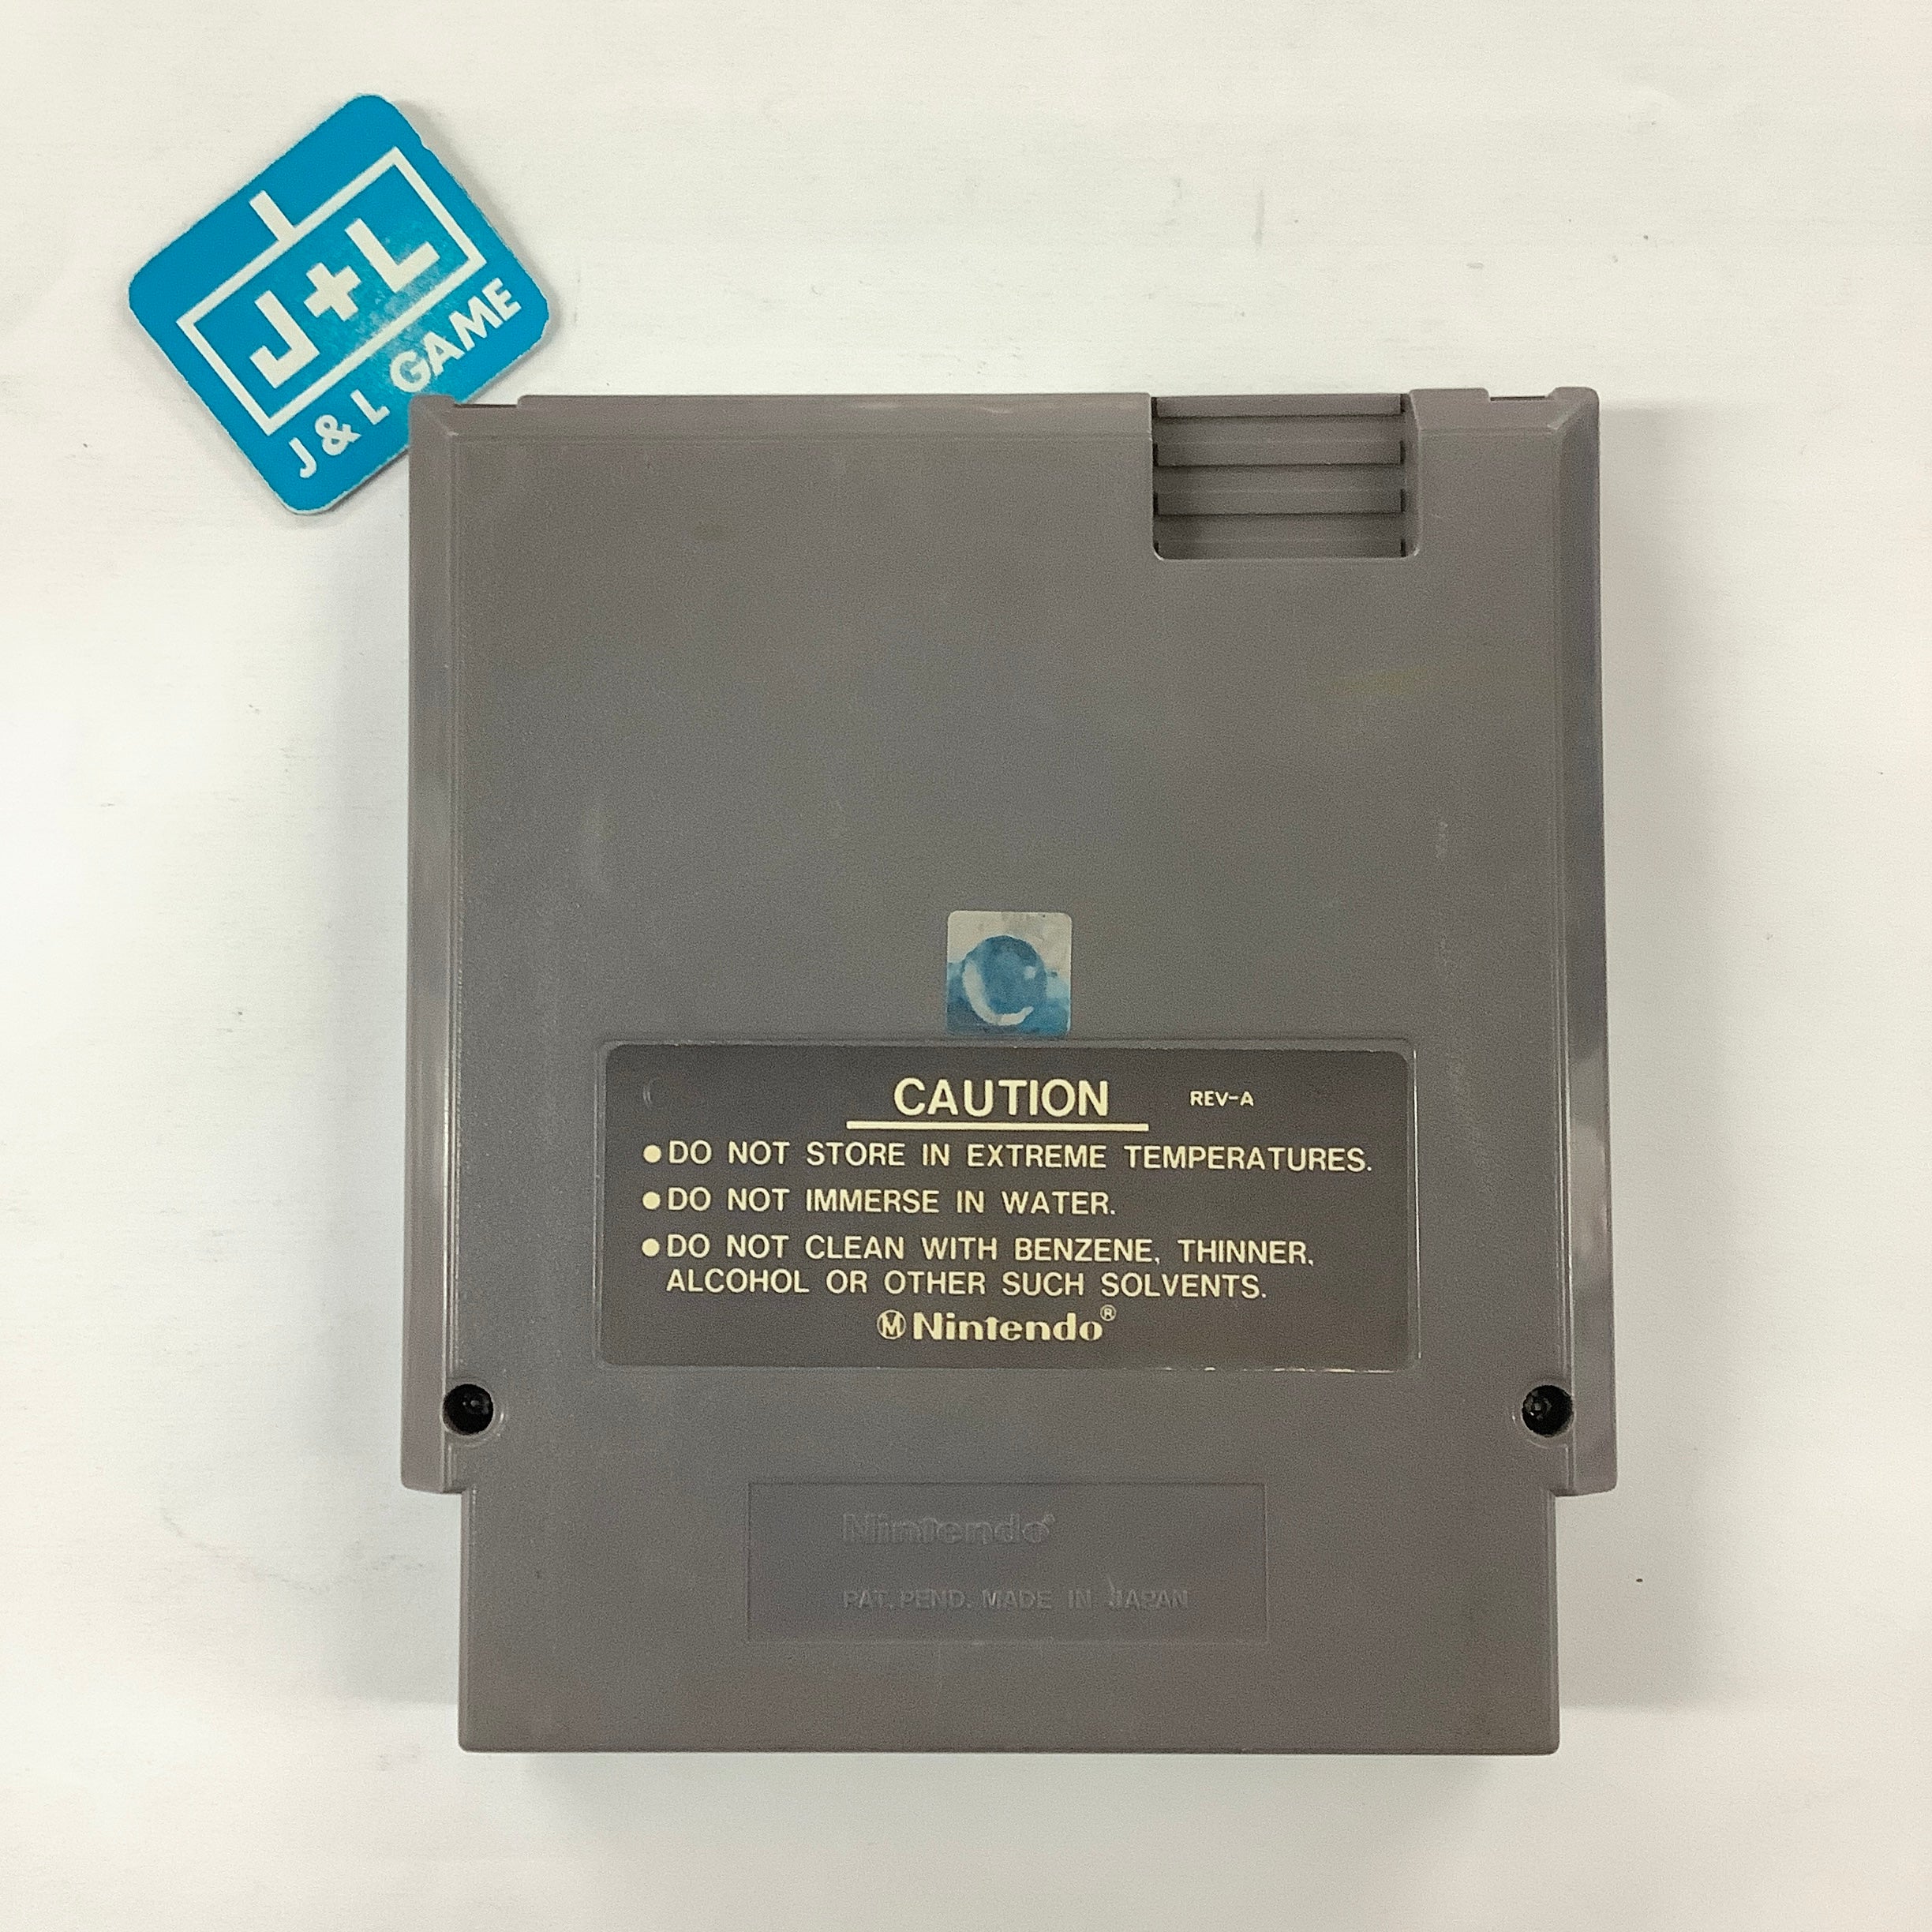 J+L
J & L GAME
CAUTION REV-A
●DO NOT STORE IN EXTREME TEMPERATURES.
●DO NOT IMMERSE IN WATER.
●DO NOT CLEAN WITH BENZENE, THINNER,
ALCOHOL OR OTHER SUCH SOLVENTS.
Ⓜ Nintendo®
Nintendo®
PAT. PEND. MADE IN JAPAN